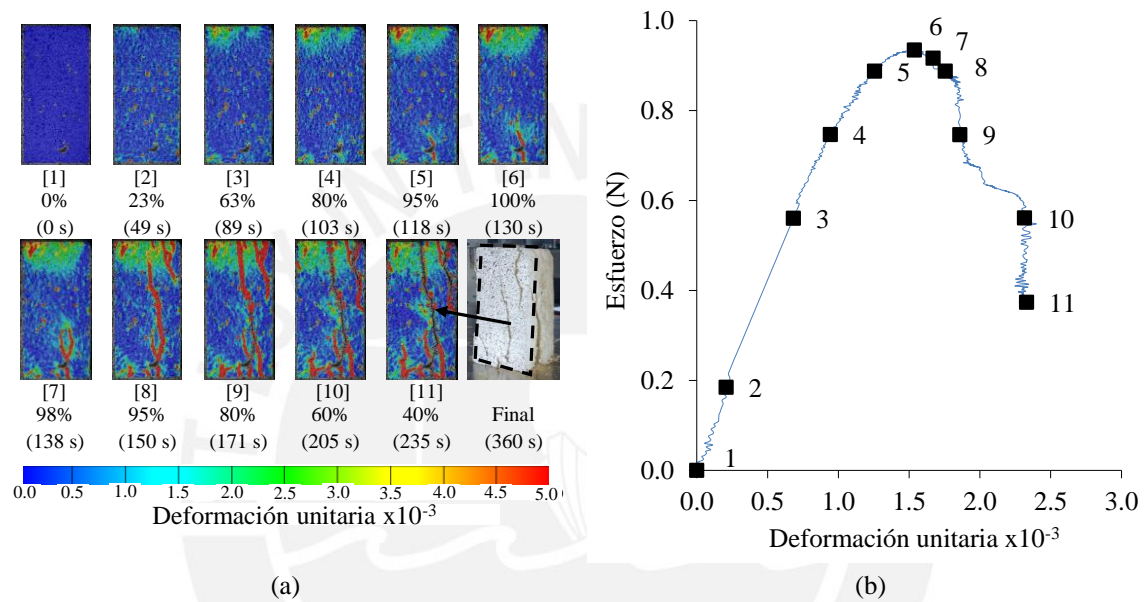 [1] [2] [3] [4] [5] [6]
0% 23% 63% 80% 95% 100%
(0 s) (49 s) (89 s) (103 s) (118 s) (130 s)
[7] [8] [9] [10] [11]
98% 95% 80% 60% 40% Final
(138 s) (150 s) (171 s) (205 s) (235 s) (360 s)
0.0 0.5 1.0 1.5 2.0 2.5 3.0 3.5 4.0 4.5 5.0
Deformación unitaria x10-3
(a)
Esfuerzo (N)
1.0
0.8
0.6
0.4
0.2
0.0
0.0 0.5 1.0 1.5 2.0 2.5 3.0
1
2
3
4
5
6
7
8
9
10
11
Deformación unitaria x10-3
(b)